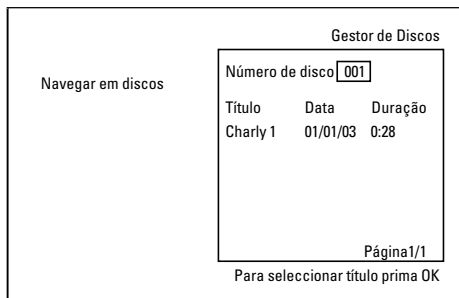 Gestor de Discos
Navegar em discos
Número de disco 001
Título Data Duração
Charly 1 01/01/03 0:28
Página1/1
Para seleccionar título prima OK